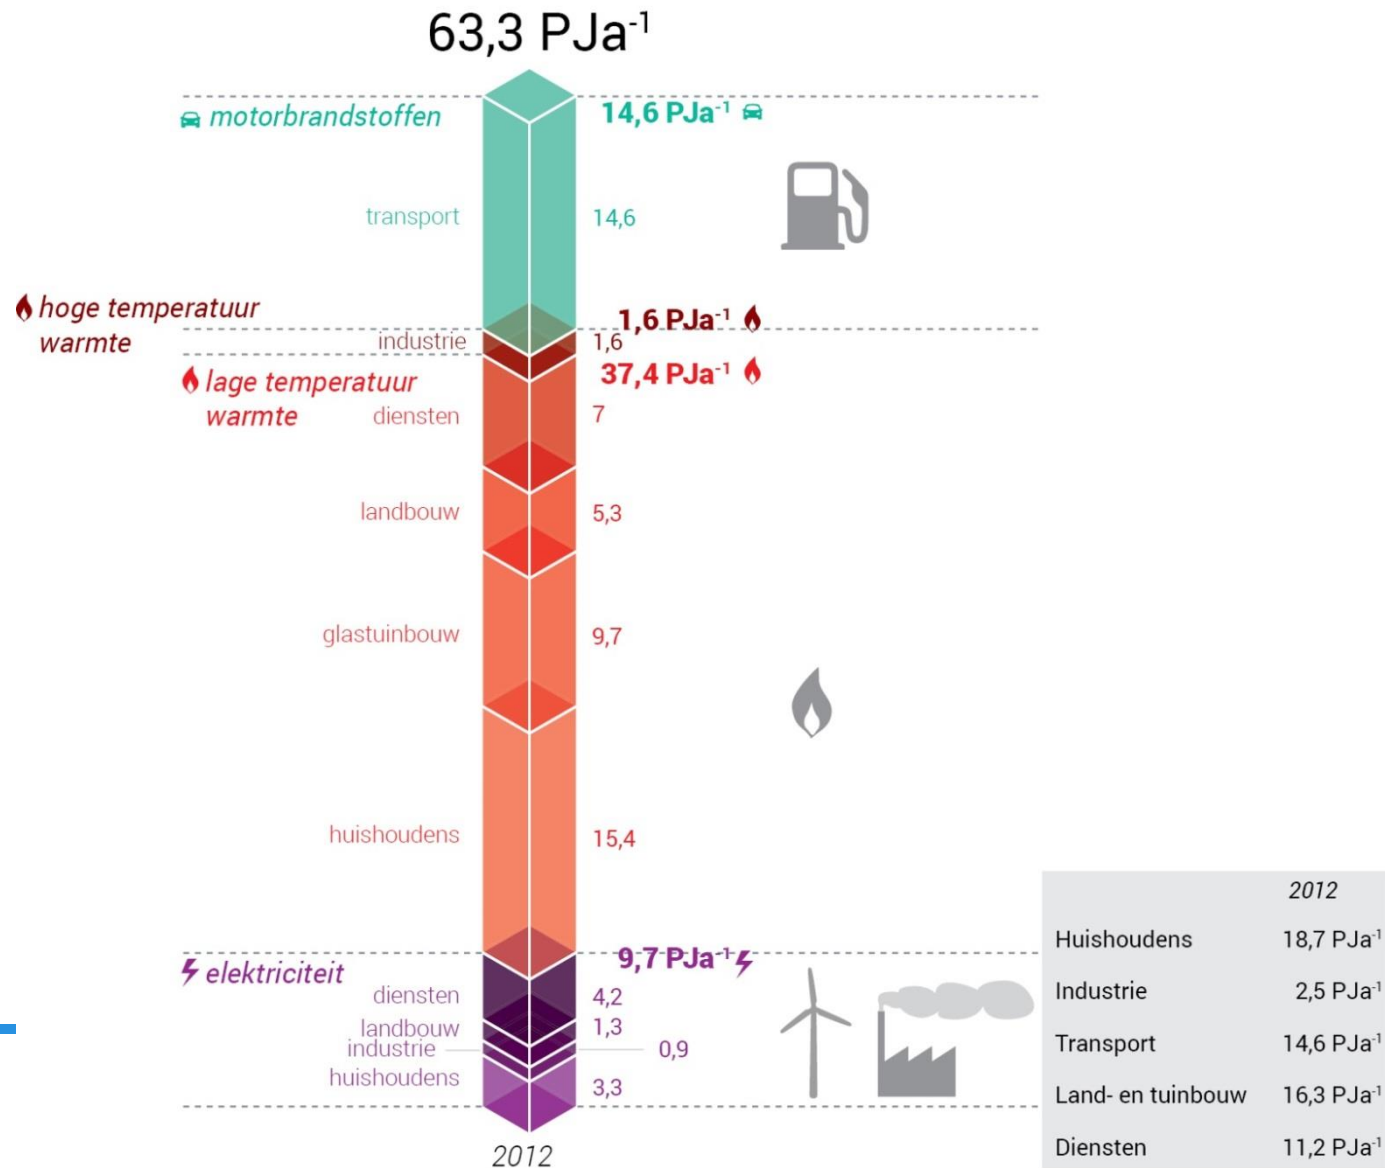 63,3 PJa⁻¹
motorbrandstoffen 14,6 PJa⁻¹
transport 14,6
hoge temperatuur
warmte
1,6 PJa⁻¹
industrie 1,6
lage temperatuur
warmte
37,4 PJa⁻¹
diensten 7
landbouw 5,3
glastuinbouw 9,7
huishoudens 15,4
elektriciteit 9,7 PJa⁻¹
diensten 4,2
landbouw 1,3
industrie 0,9
huishoudens 3,3
2012
2012
Huishoudens 18,7 PJa⁻¹
Industrie 2,5 PJa⁻¹
Transport 14,6 PJa⁻¹
Land- en tuinbouw 16,3 PJa⁻¹
Diensten 11,2 PJa⁻¹